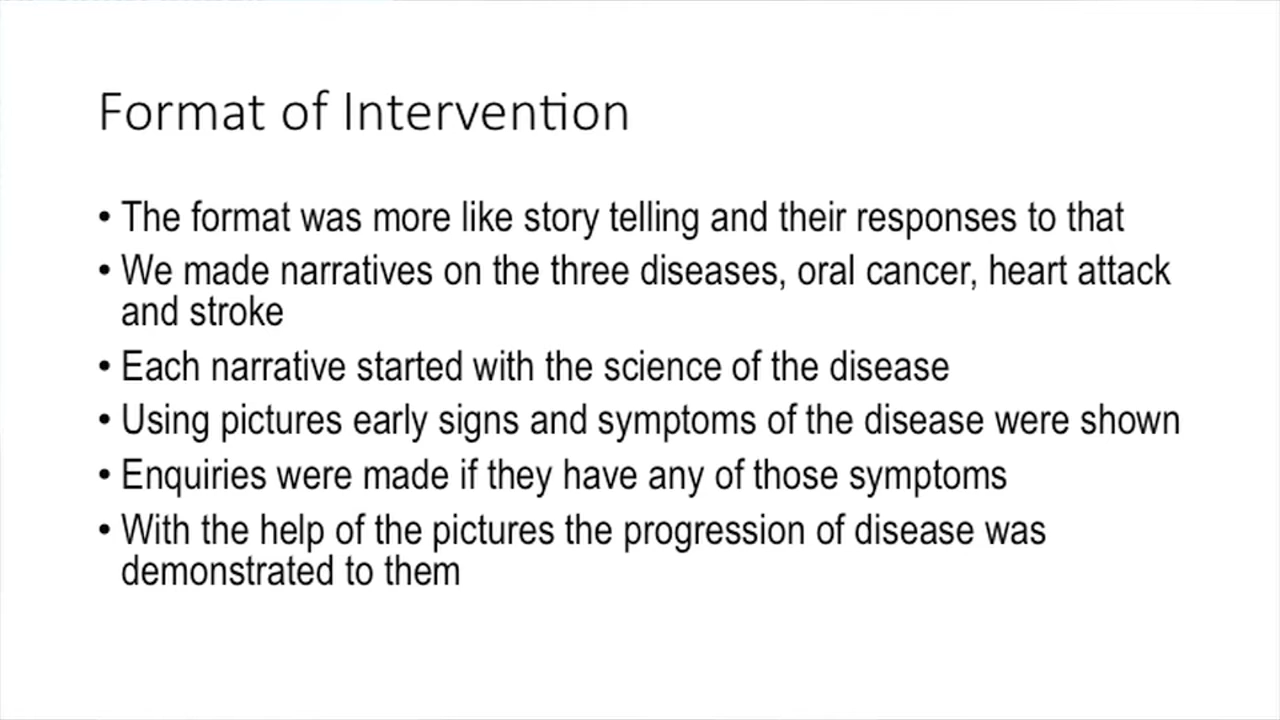 Format of Intervention
• The format was more like story telling and their responses to that
• We made narratives on the three diseases, oral cancer, heart attack
and stroke
• Each narrative started with the science of the disease
• Using pictures early signs and symptoms of the disease were shown
• Enquiries were made if they have any of those symptoms
• With the help of the pictures the progression of disease was
demonstrated to them